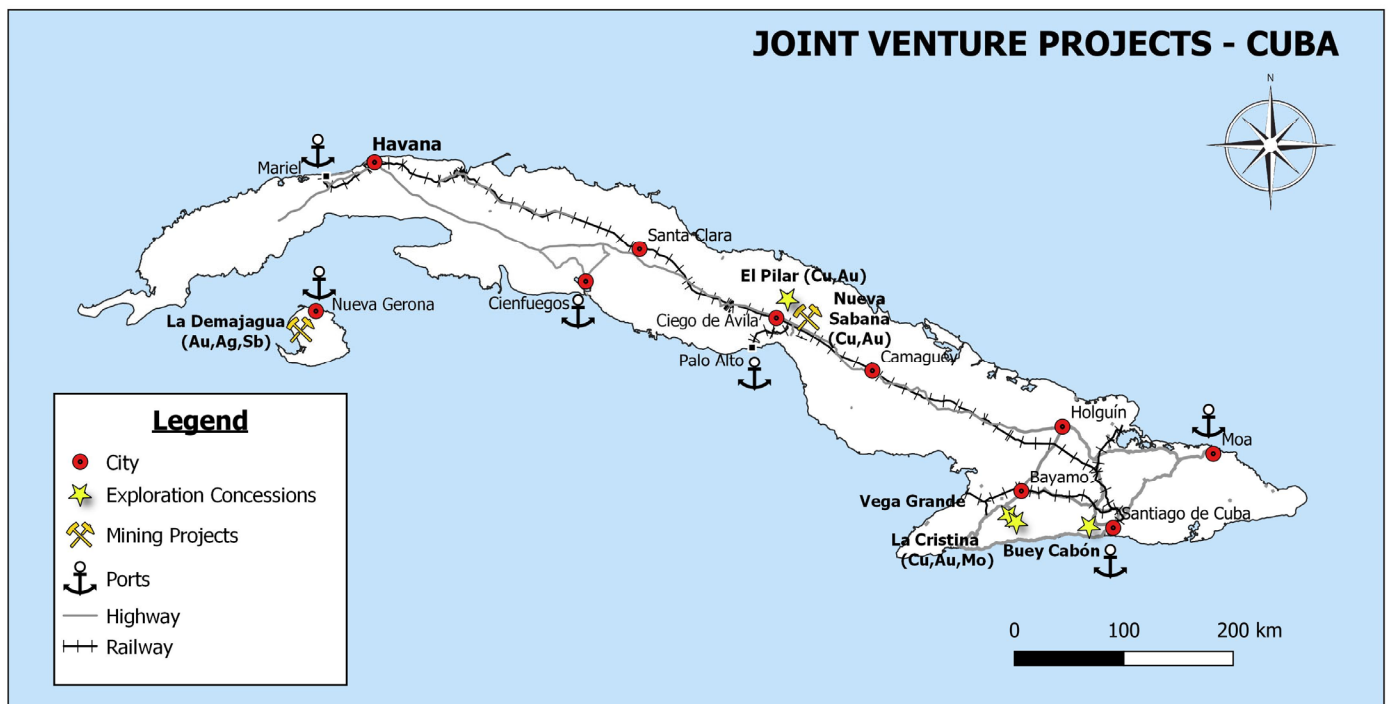 JOINT VENTURE PROJECTS - CUBA
N
Havana
Mariel
Santa Clara
El Pilar (Cu,Au)
Nueva
Sabana
(Cu,Au)
Nueva Gerona
Cienfuegos
Ciego de Avila
La Demajagua
(Au,Ag,Sb)
Palo Alto
Camaguey
Holguín
Moa
Bayamo
Vega Grande
Santiago de Cuba
La Cristina
(Cu,Au,Mo)
Buey Cabón
Legend
City
Exploration Concessions
Mining Projects
Ports
Highway
Railway
0 100 200 km